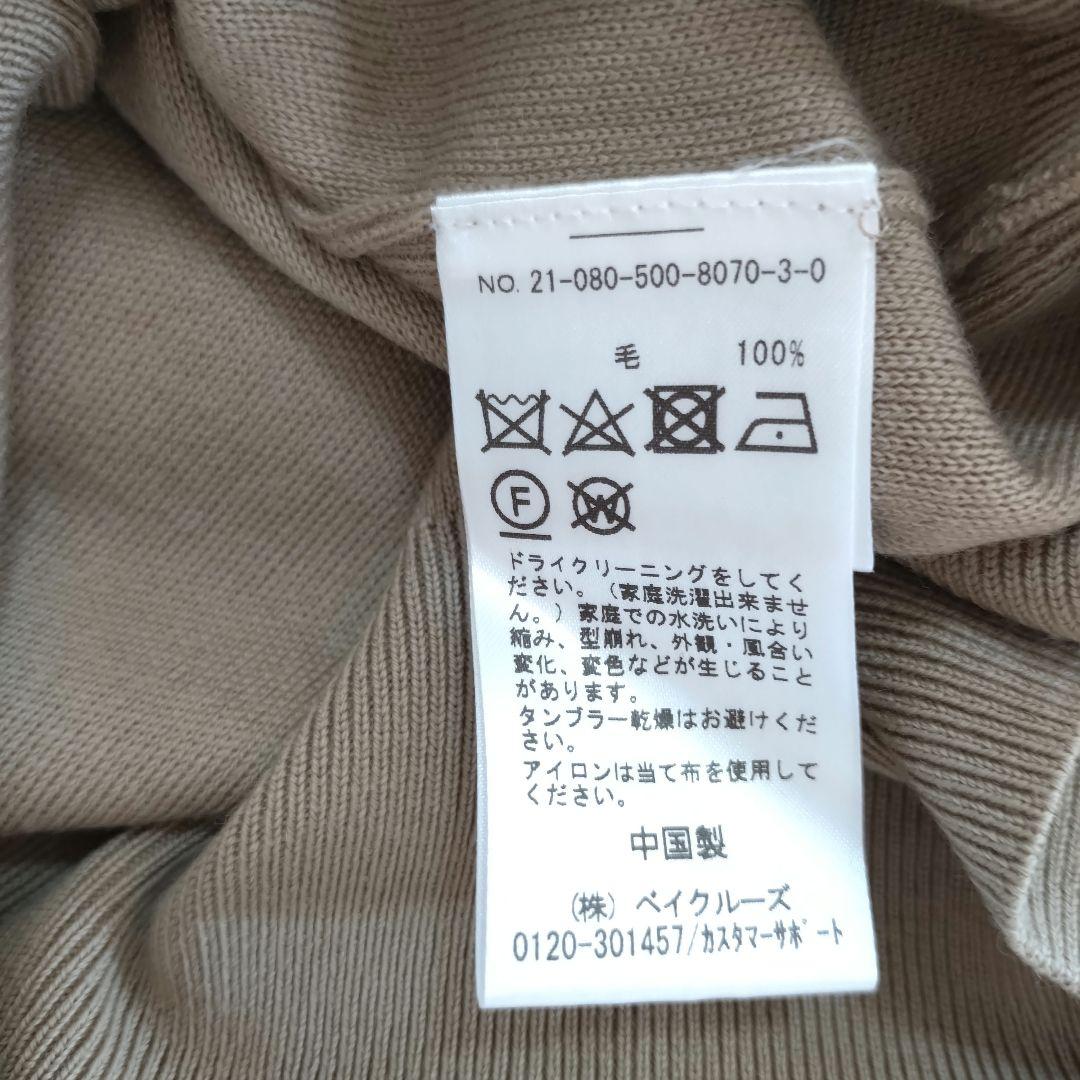 NO. 21-080-500-8070-3-0
毛 100%
F W
ドライクリーニングをしてく
ださい。(家庭洗濯出来ませ
ん。)家庭での水洗いにより
縮み、型崩れ、外観・風合い
変化、変色などが生じること
があります。
タンブラー乾燥はお避けくだ
さい。
アイロンは当て布を使用して
ください。
中国製
(株) ベイクルーズ
0120-301457/カスタマーサポート